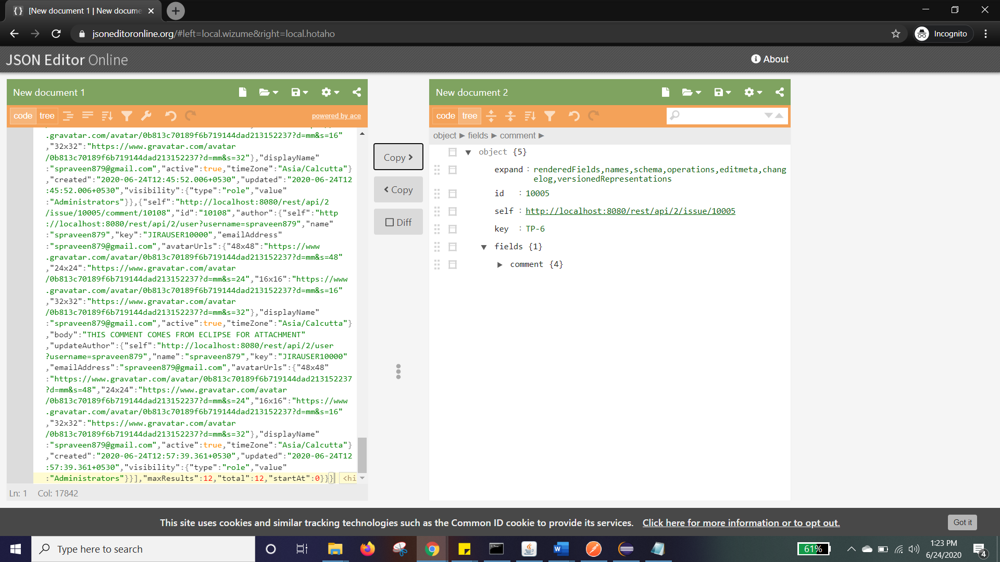 [New document 1 | New docume
jsoneditoronline.org/#left=local.wizume&right=local.hotaho
Incognito
JSON Editor Online
About
New document 1
code tree
powered by ace
.gravatar.com/avatar/0b813c70189f6b719144dad213152237?d=mm&s=16"
,"32x32":"https://www.gravatar.com/avatar
/0b813c70189f6b719144dad213152237?d=mm&s=32"},"displayName"
:"spraveen879@gmail.com","active":true,"timeZone":"Asia/Calcutta"}
,"created":"2020-06-24T12:45:52.006+0530","updated":"2020-06-24T12
:45:52.006+0530","visibility":{"type":"role","value"
:"Administrators"}},{"self":"http://localhost:8080/rest/api/2
/issue/10005/comment/10108","id":"10108","author":{"self":"http
://localhost:8080/rest/api/2/user?username=spraveen879","name"
:"spraveen879","key":"JIRAUSER10000","emailAddress"
:"spraveen879@gmail.com","avatarUrls":{"48x48":"https://www
.gravatar.com/avatar/0b813c70189f6b719144dad213152237?d=mm&s=48"
,"24x24":"https://www.gravatar.com/avatar
/0b813c70189f6b719144dad213152237?d=mm&s=24","16x16":"https://www
.gravatar.com/avatar/0b813c70189f6b719144dad213152237?d=mm&s=16"
,"32x32":"https://www.gravatar.com/avatar
/0b813c70189f6b719144dad213152237?d=mm&s=32"},"displayName"
:"spraveen879@gmail.com","active":true,"timeZone":"Asia/Calcutta"}
,"body":"THIS COMMENT COMES FROM ECLIPSE FOR ATTACHMENT"
,"updateAuthor":{"self":"http://localhost:8080/rest/api/2/user
?username=spraveen879","name":"spraveen879","key":"JIRAUSER10000"
,"emailAddress":"spraveen879@gmail.com","avatarUrls":{"48x48"
:"https://www.gravatar.com/avatar/0b813c70189f6b719144dad213152237
?d=mm&s=48","24x24":"https://www.gravatar.com/avatar
/0b813c70189f6b719144dad213152237?d=mm&s=24","16x16":"https://www
.gravatar.com/avatar/0b813c70189f6b719144dad213152237?d=mm&s=16"
,"32x32":"https://www.gravatar.com/avatar
/0b813c70189f6b719144dad213152237?d=mm&s=32"},"displayName"
:"spraveen879@gmail.com","active":true,"timeZone":"Asia/Calcutta"}
,"created":"2020-06-24T12:57:39.361+0530","updated":"2020-06-24T12
:57:39.361+0530","visibility":{"type":"role","value"
:"Administrators"}}],"maxResults":12,"total":12,"startAt":0}}} <hi
Ln: 1 Col: 17842
Copy >
< Copy
Diff
New document 2
code tree
object ▶ fields ▶ comment ▶
object {5}
expand : renderedFields,names,schema,operations,editmeta,chang
elog,versionedRepresentations
id : 10005
self : http://localhost:8080/rest/api/2/issue/10005
key : TP-6
fields {1}
comment {4}
This site uses cookies and similar tracking technologies such as the Common ID cookie to provide its services. Click here for more information or to opt out.
Got it
Type here to search
61%
1:23 PM
6/24/2020
4